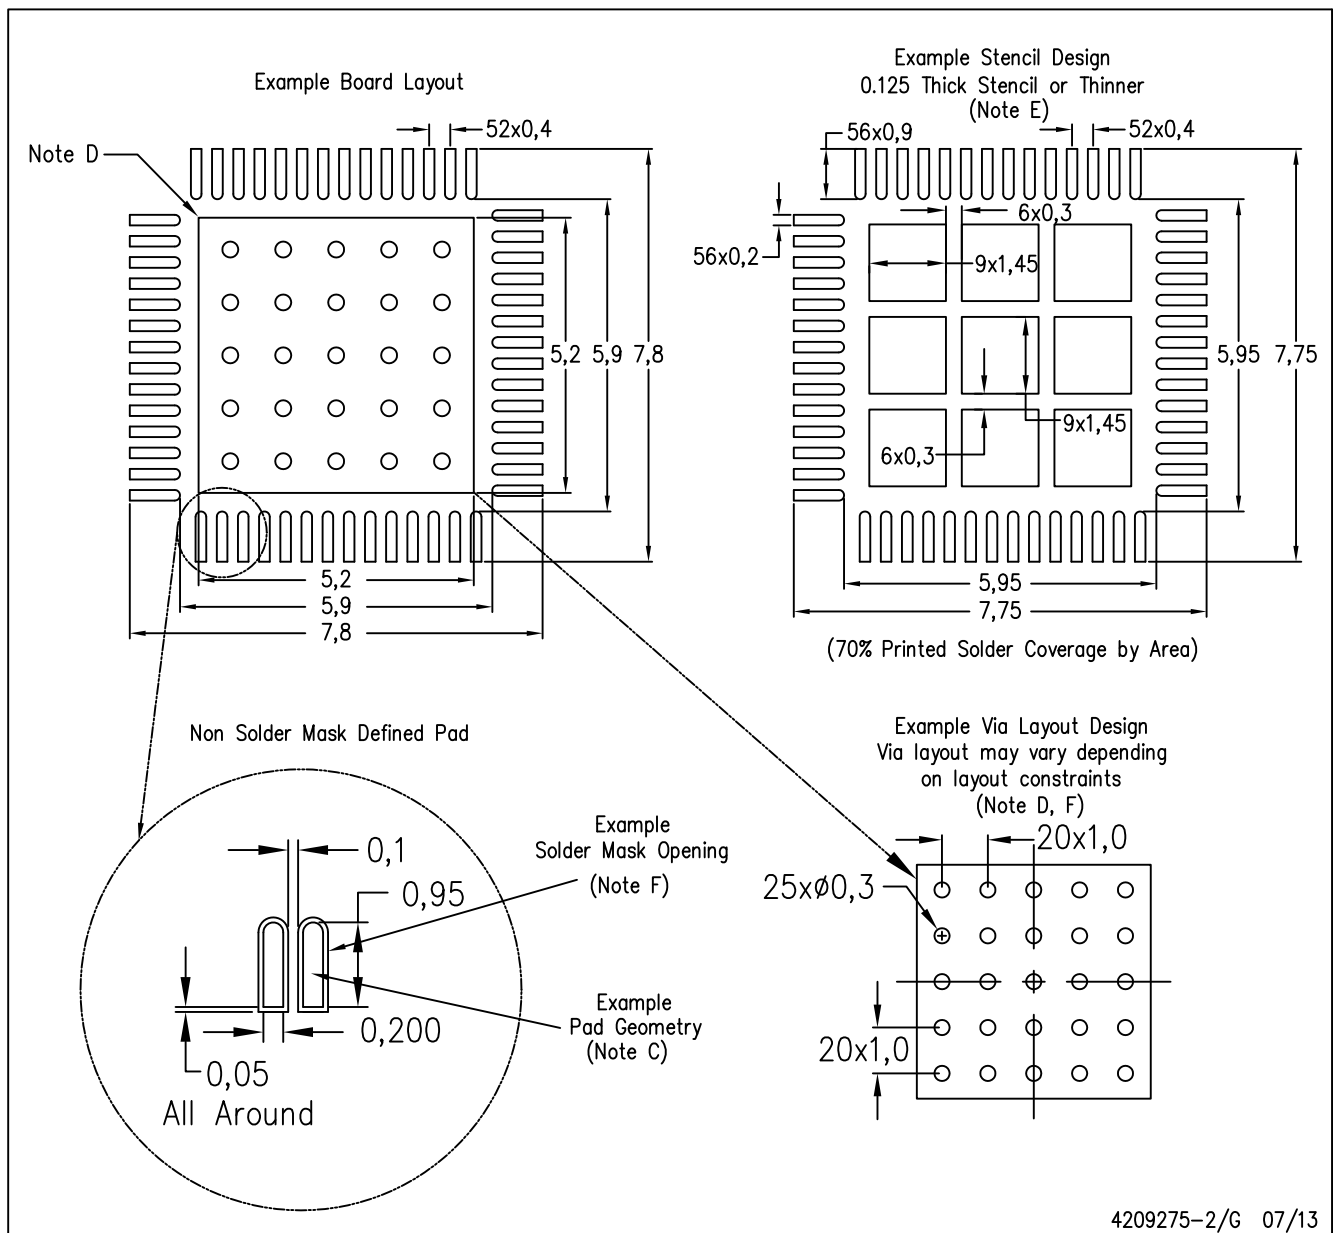 Example Board Layout
52x0,4
Note D
5,2
5,9
7,8
5,2
5,9
7,8
Example Stencil Design
0.125 Thick Stencil or Thinner
(Note E)
56x0,9
52x0,4
6x0,3
56x0,2
9x1,45
5,95
7,75
9x1,45
6x0,3
5,95
7,75
(70% Printed Solder Coverage by Area)
Non Solder Mask Defined Pad
0,1
Example
Solder Mask Opening
(Note F)
0,95
Example
Pad Geometry
(Note C)
0,200
0,05
All Around
Example Via Layout Design
Via layout may vary depending
on layout constraints
(Note D, F)
20x1,0
25xø0,3
20x1,0
4209275-2/G 07/13